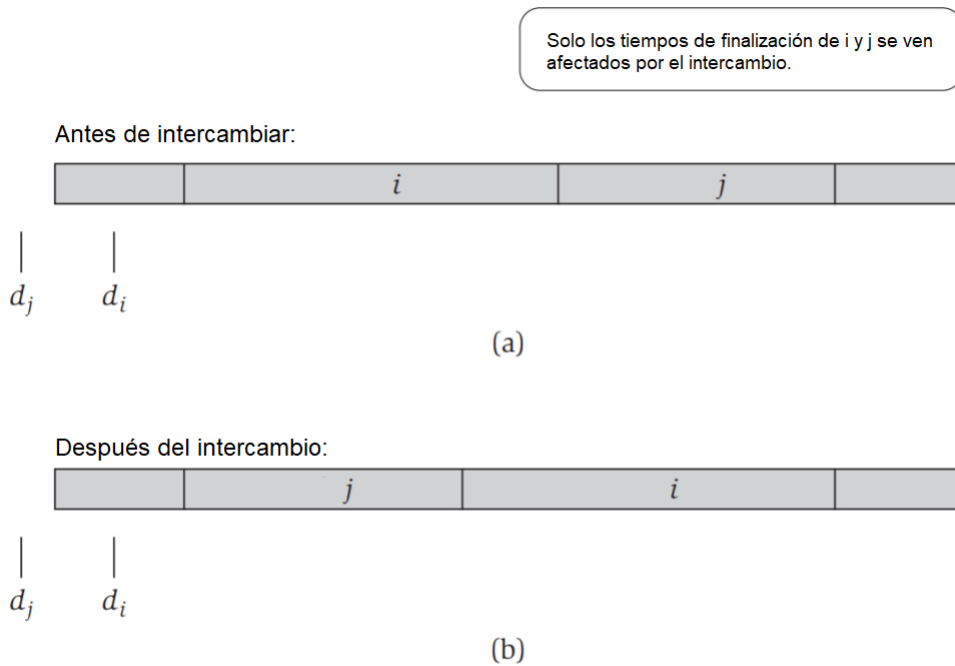 Solo los tiempos de finalización de i y j se ven
afectados por el intercambio.
Antes de intercambiar:
i j
d_j d_i
(a)
Después del intercambio:
j i
d_j d_i
(b)